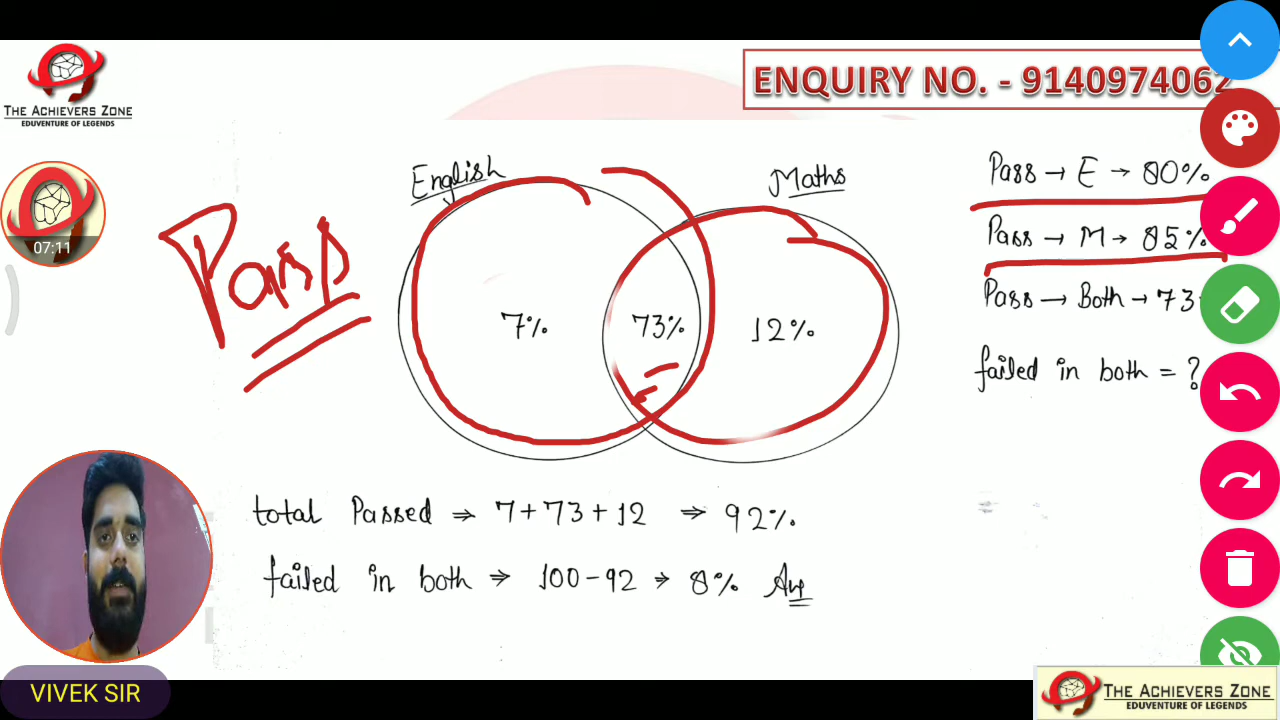 THE ACHIEVERS ZONE
EDUVENTURE OF LEGENDS
ENQUIRY NO. - 9140974062
07:11
Pass
English
Maths
7%
73%
12%
Pass → E → 80%
Pass → M → 85%
Pass → Both → 73
failed in both = ?
total Passed ⇒ 7+73+12 ⇒ 92%
failed in both ⇒ 100-92 ⇒ 8% Ans
VIVEK SIR
THE ACHIEVERS ZONE
EDUVENTURE OF LEGENDS